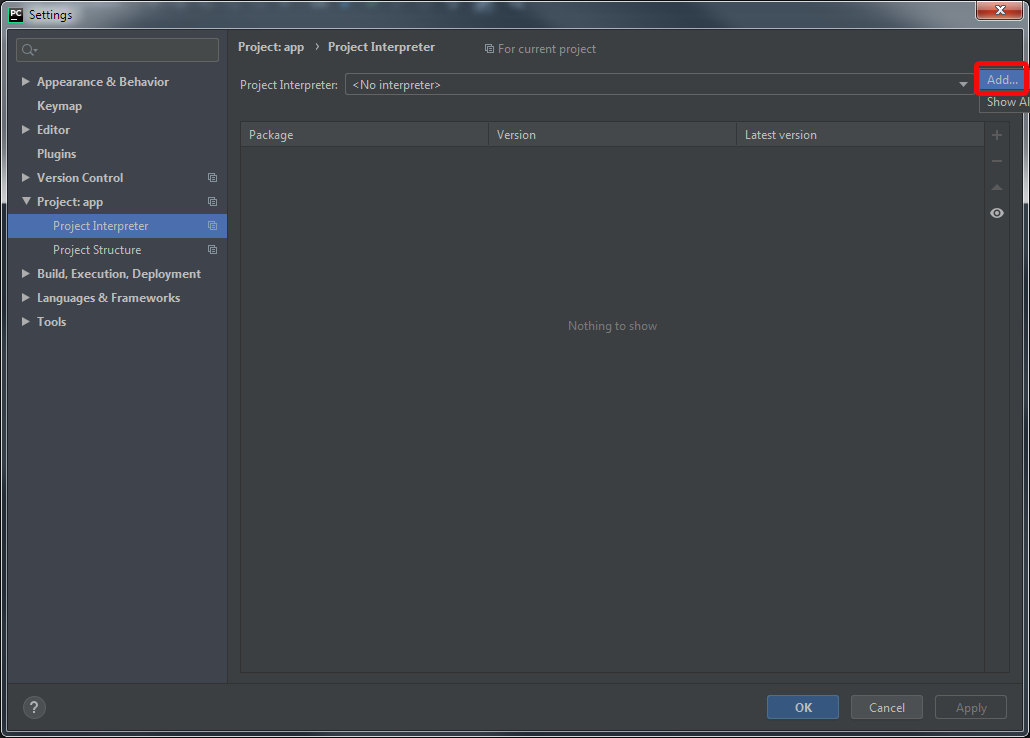 PC Settings
Project: app › Project Interpreter For current project
Appearance & Behavior
Keymap
Editor
Plugins
Version Control
Project: app
Project Interpreter
Project Structure
Build, Execution, Deployment
Languages & Frameworks
Tools
Project Interpreter: <No interpreter>
Add...
Show Al
Package Version Latest version
Nothing to show
? OK Cancel Apply